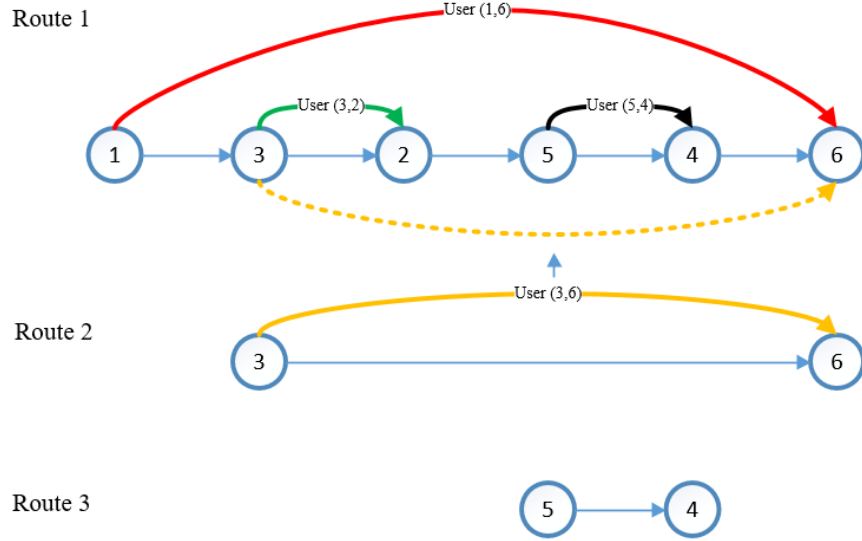 Route 1
User (1,6)
User (3,2)
User (5,4)
1
3
2
5
4
6
User (3,6)
Route 2
3
6
Route 3
5
4